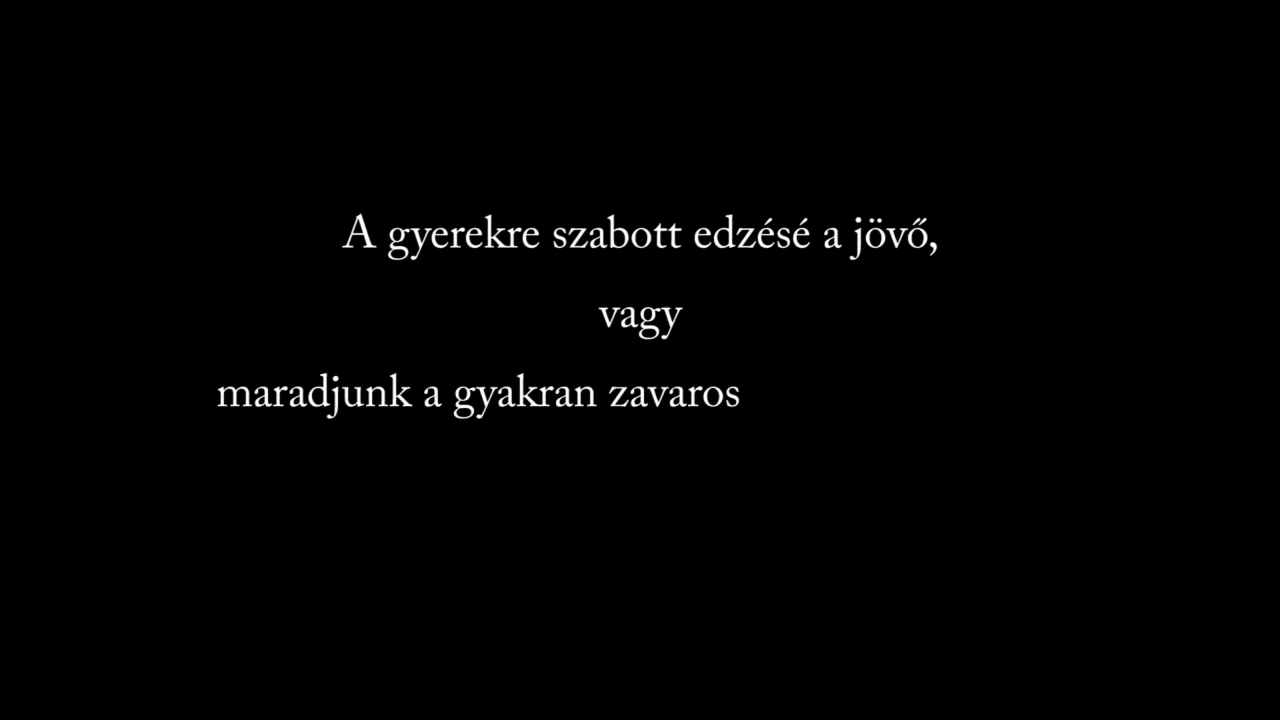 A gyerekre szabott edzésé a jövő,
vagy
maradjunk a gyakran zavaros